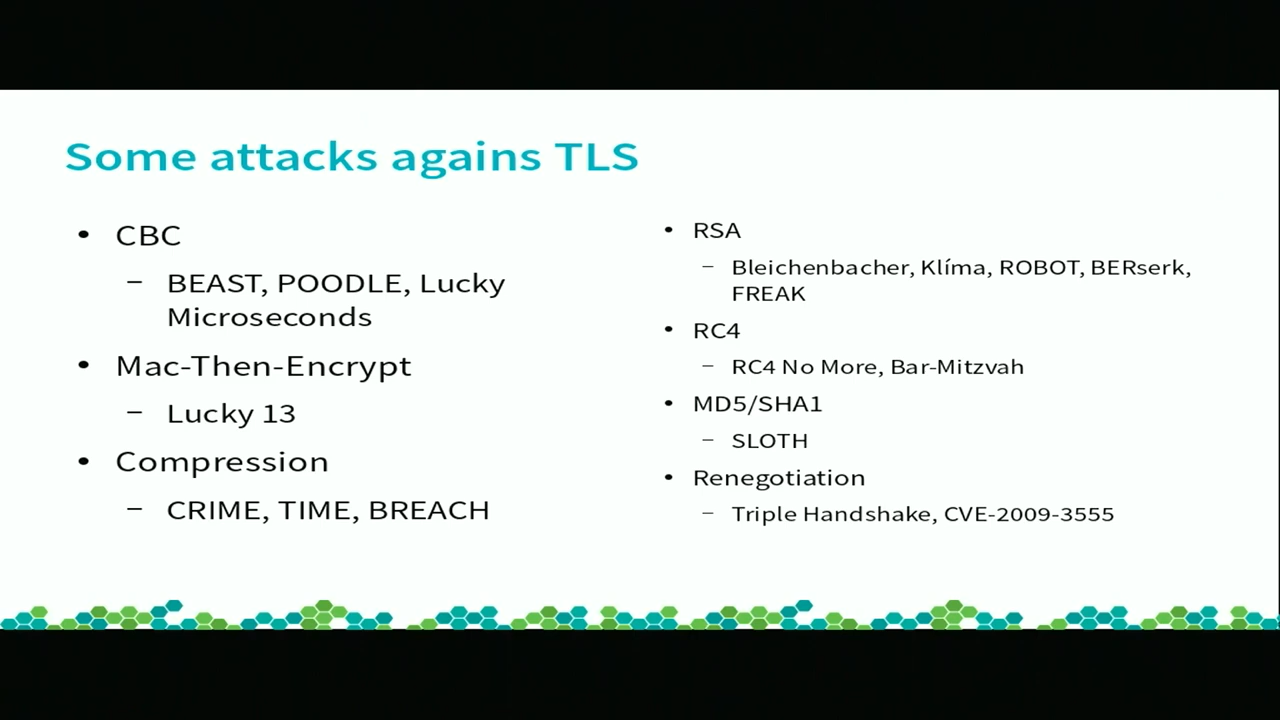 Some attacks agains TLS
• CBC
– BEAST, POODLE, Lucky
Microseconds
• Mac-Then-Encrypt
– Lucky 13
• Compression
– CRIME, TIME, BREACH
• RSA
– Bleichenbacher, Klíma, ROBOT, BERserk,
FREAK
• RC4
– RC4 No More, Bar-Mitzvah
• MD5/SHA1
– SLOTH
• Renegotiation
– Triple Handshake, CVE-2009-3555